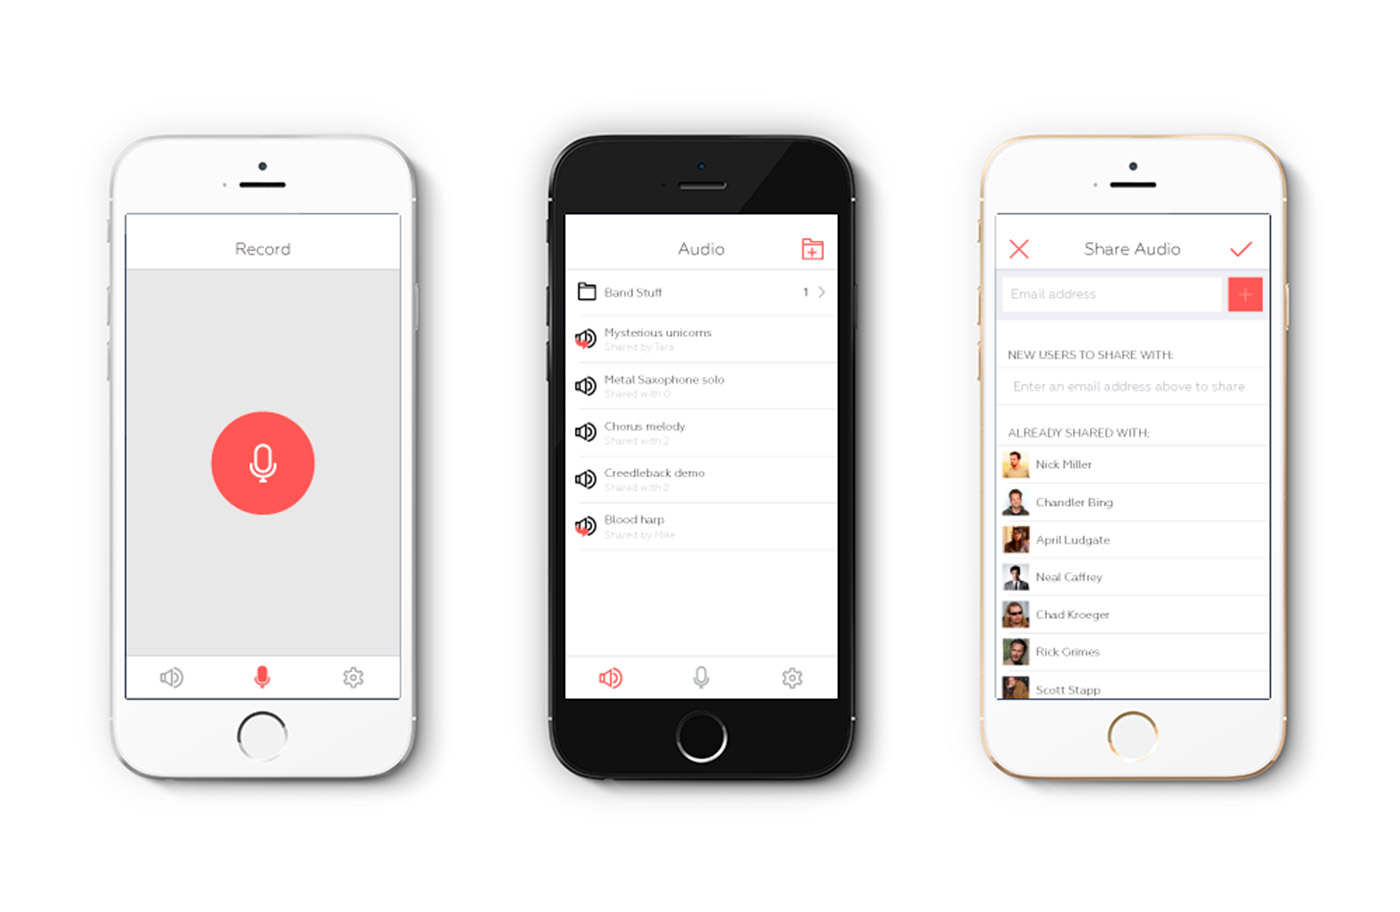 Record
Audio
Band Stuff 1
Mysterious unicorns
Shared by Tara
Metal Saxophone solo
Shared with 0
Chorus melody
Shared with 2
Creedleback demo
Shared with 2
Blood harp
Shared by Mike
Share Audio
Email address
NEW USERS TO SHARE WITH:
Enter an email address above to share
ALREADY SHARED WITH:
Nick Miller
Chandler Bing
April Ludgate
Neal Caffrey
Chad Kroeger
Rick Grimes
Scott Stapp